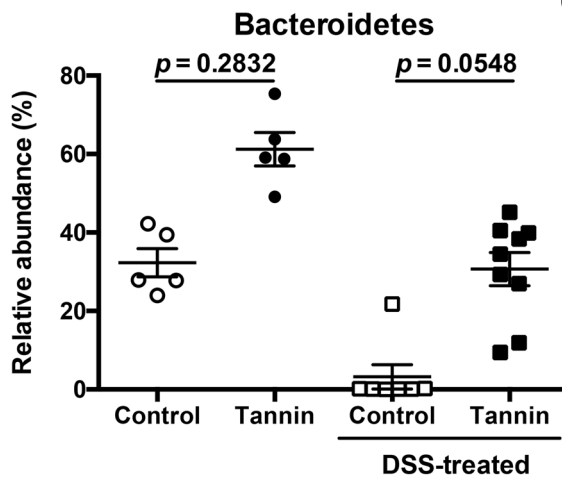 Bacteroidetes
p = 0.2832
p = 0.0548
Relative abundance (%)
80
60
40
20
0
Control
Tannin
Control
Tannin
DSS-treated